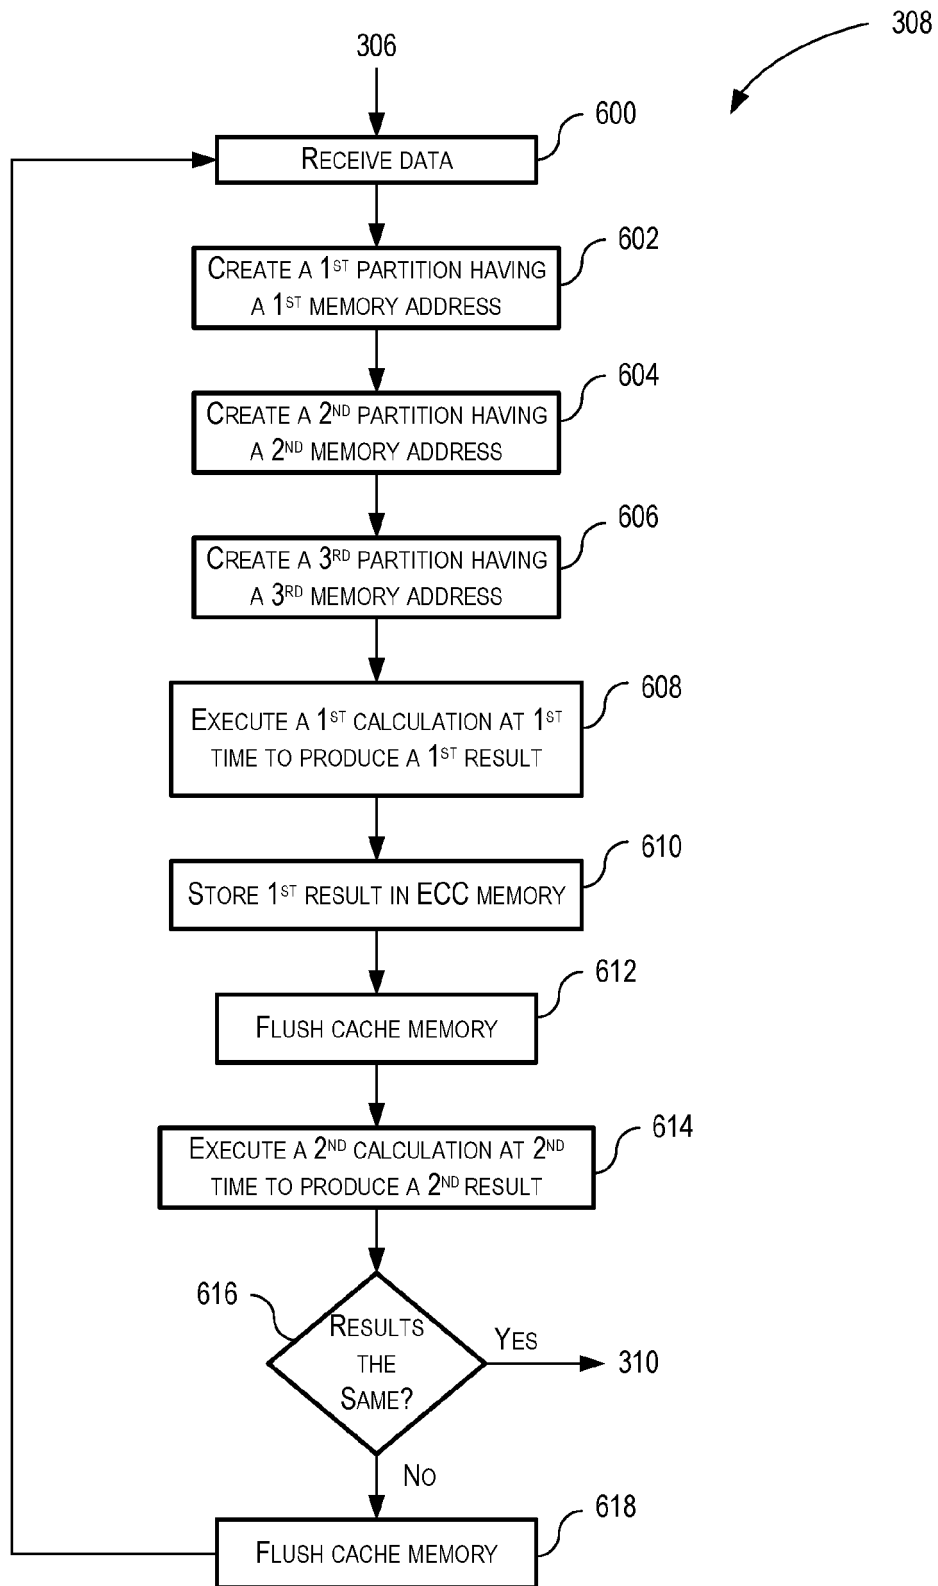 308
306
600
RECEIVE DATA
602
CREATE A 1ST PARTITION HAVING
A 1ST MEMORY ADDRESS
604
CREATE A 2ND PARTITION HAVING
A 2ND MEMORY ADDRESS
606
CREATE A 3RD PARTITION HAVING
A 3RD MEMORY ADDRESS
608
EXECUTE A 1ST CALCULATION AT 1ST
TIME TO PRODUCE A 1ST RESULT
610
STORE 1ST RESULT IN ECC MEMORY
612
FLUSH CACHE MEMORY
614
EXECUTE A 2ND CALCULATION AT 2ND
TIME TO PRODUCE A 2ND RESULT
616
RESULTS
THE
SAME?
YES
310
NO
618
FLUSH CACHE MEMORY